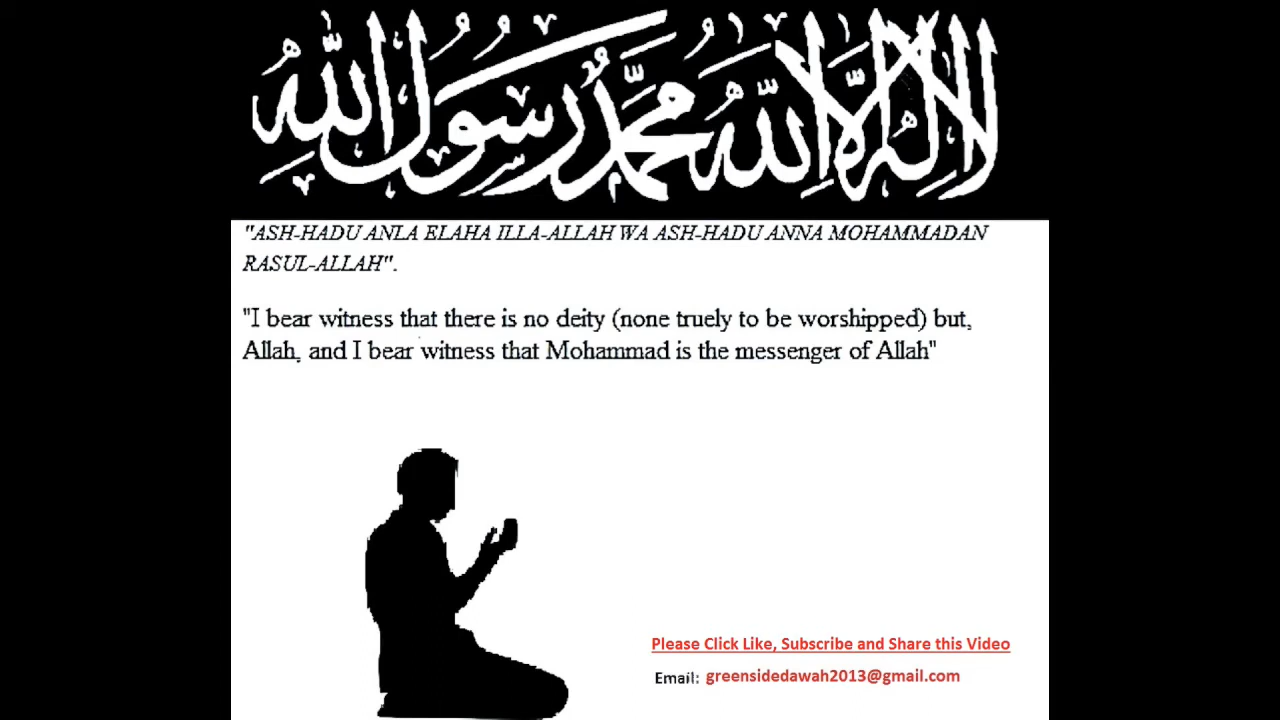 لا إله إلا الله محمد رسول الله
"ASH-HADU ANLA ELAHA ILLA-ALLAH WA ASH-HADU ANNA MOHAMMADAN
RASUL-ALLAH".
"I bear witness that there is no deity (none truely to be worshipped) but,
Allah, and I bear witness that Mohammad is the messenger of Allah"
Please Click Like, Subscribe and Share this Video
Email: greensidedawah2013@gmail.com